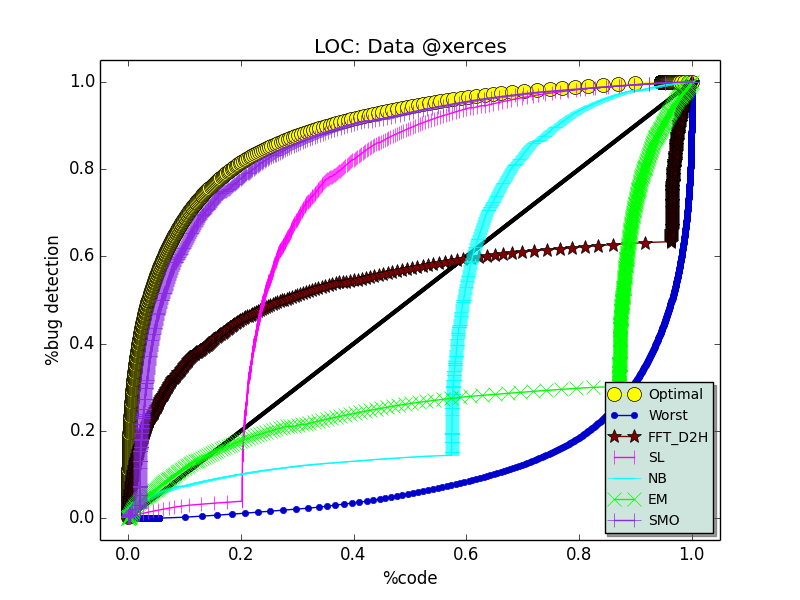 LOC: Data @xerces
%bug detection
1.0
0.8
0.6
0.4
0.2
0.0
0.0 0.2 0.4 0.6 0.8 1.0
%code
Optimal
Worst
FFT_D2H
SL
NB
EM
SMO